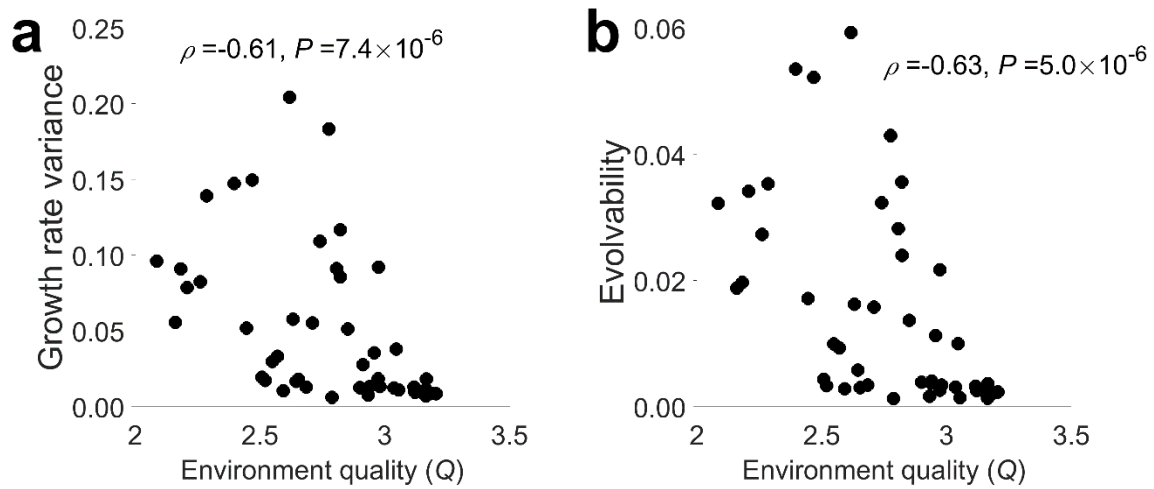 a
ρ =-0.61, P =7.4×10⁻⁶
Growth rate variance
0.25
0.20
0.15
0.10
0.05
0.00
2 2.5 3 3.5
Environment quality (Q)
b
ρ =-0.63, P =5.0×10⁻⁶
Evolvability
0.06
0.04
0.02
0.00
2 2.5 3 3.5
Environment quality (Q)